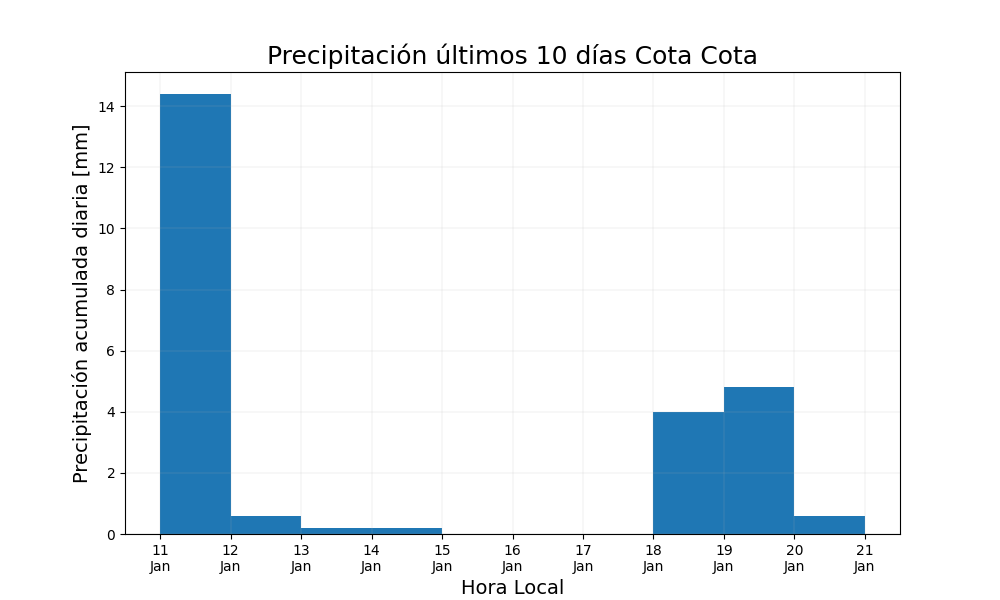 Precipitación últimos 10 días Cota Cota
Precipitación acumulada diaria [mm]
14
12
10
8
6
4
2
0
11 12 13 14 15 16 17 18 19 20 21
Jan Jan Jan Jan Jan Jan Jan Jan Jan Jan Jan
Hora Local